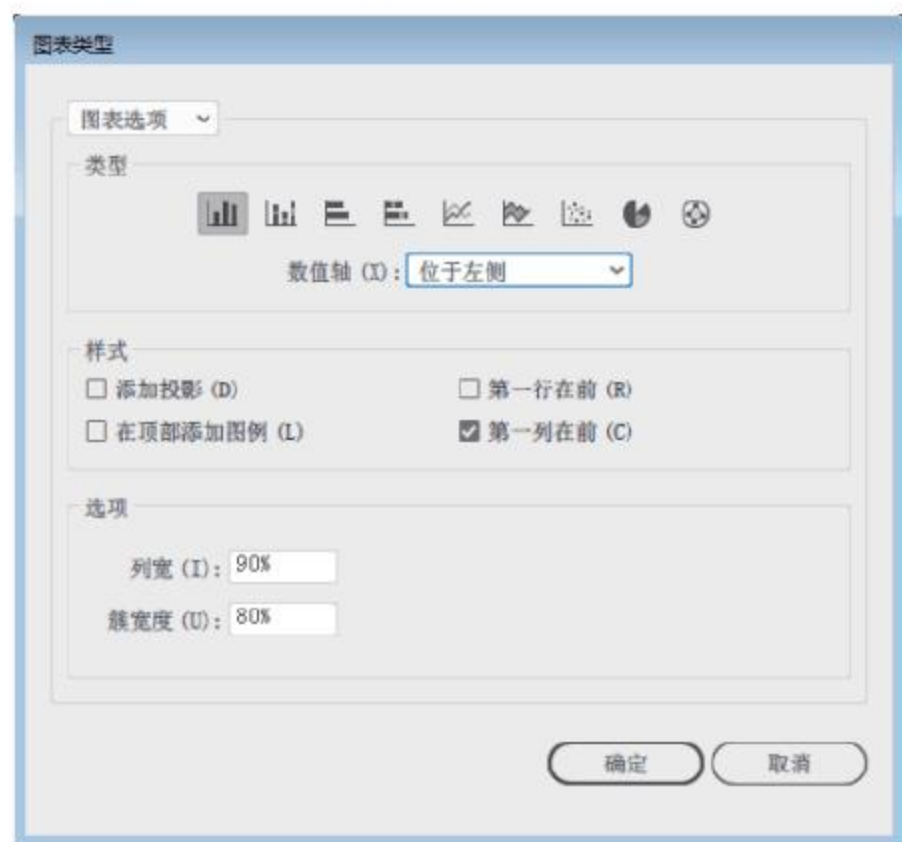 图表类型
图表选项
类型
数值轴 (X): 位于左侧
样式
添加投影 (D) 第一行在前 (R)
在顶部添加图例 (L) 第一列在前 (C)
选项
列宽 (I): 90%
簇宽度 (U): 80%
确定 取消